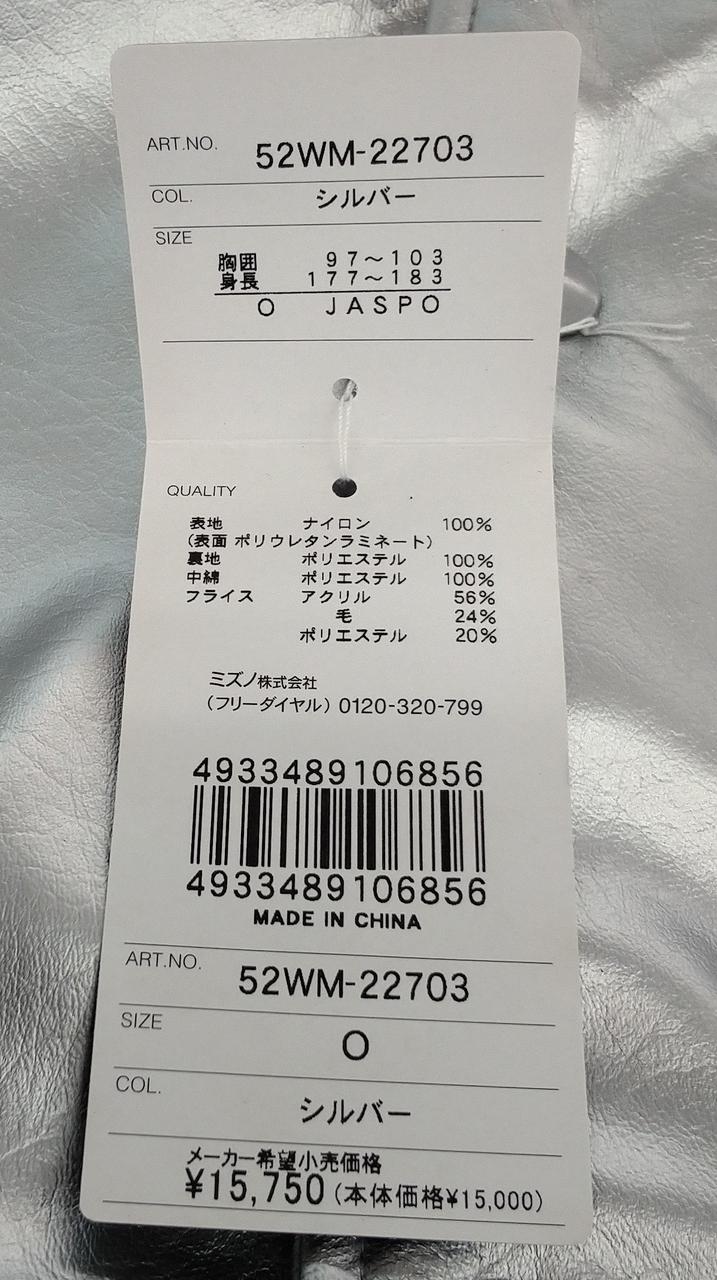 ART.NO. 52WM-22703
COL. シルバー
SIZE
胸囲 97～103
身長 177～183
O JASPO
QUALITY
表地 ナイロン 100%
(表面 ポリウレタンラミネート)
裏地 ポリエステル 100%
中綿 ポリエステル 100%
フライス アクリル 56%
毛 24%
ポリエステル 20%
ミズノ株式会社
(フリーダイヤル) 0120-320-799
4933489106856
4933489106856
MADE IN CHINA
ART.NO. 52WM-22703
SIZE O
COL. シルバー
メーカー希望小売価格
¥15,750 (本体価格¥15,000)